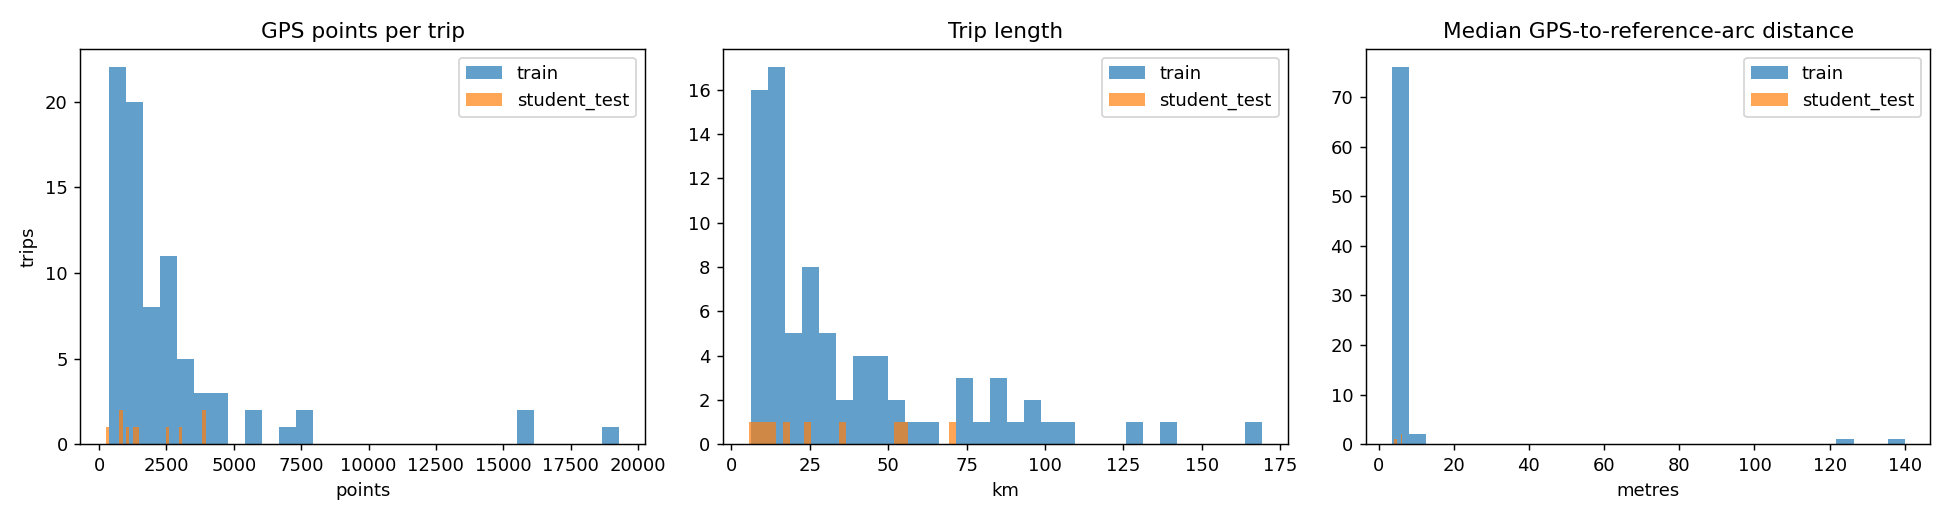 GPS points per trip
trips
20
15
10
5
0
train
student_test
0 2500 5000 7500 10000 12500 15000 17500 20000
points
Trip length
16
14
12
10
8
6
4
2
0
train
student_test
0 25 50 75 100 125 150 175
km
Median GPS-to-reference-arc distance
70
60
50
40
30
20
10
0
train
student_test
0 20 40 60 80 100 120 140
metres